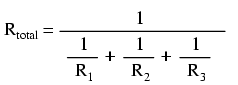 R_total = 1 / (1/R_1 + 1/R_2 + 1/R_3)